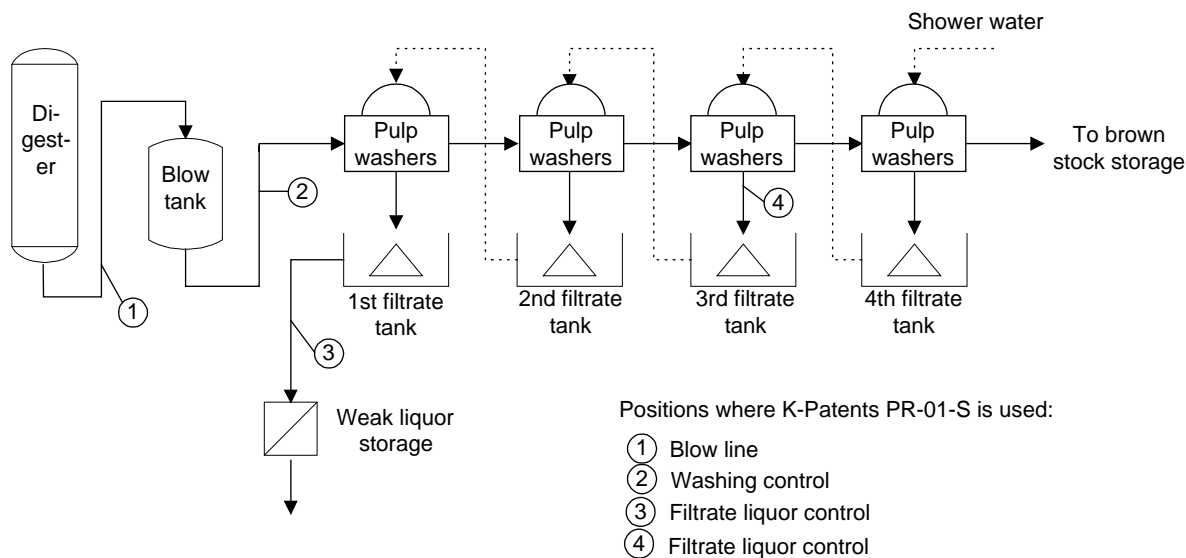 Shower water
Di-
gest-
er
Blow
tank
Pulp
washers
Pulp
washers
Pulp
washers
Pulp
washers
To brown
stock storage
2
4
1
3
1st filtrate
tank
2nd filtrate
tank
3rd filtrate
tank
4th filtrate
tank
Weak liquor
storage
Positions where K-Patents PR-01-S is used:
1 Blow line
2 Washing control
3 Filtrate liquor control
4 Filtrate liquor control